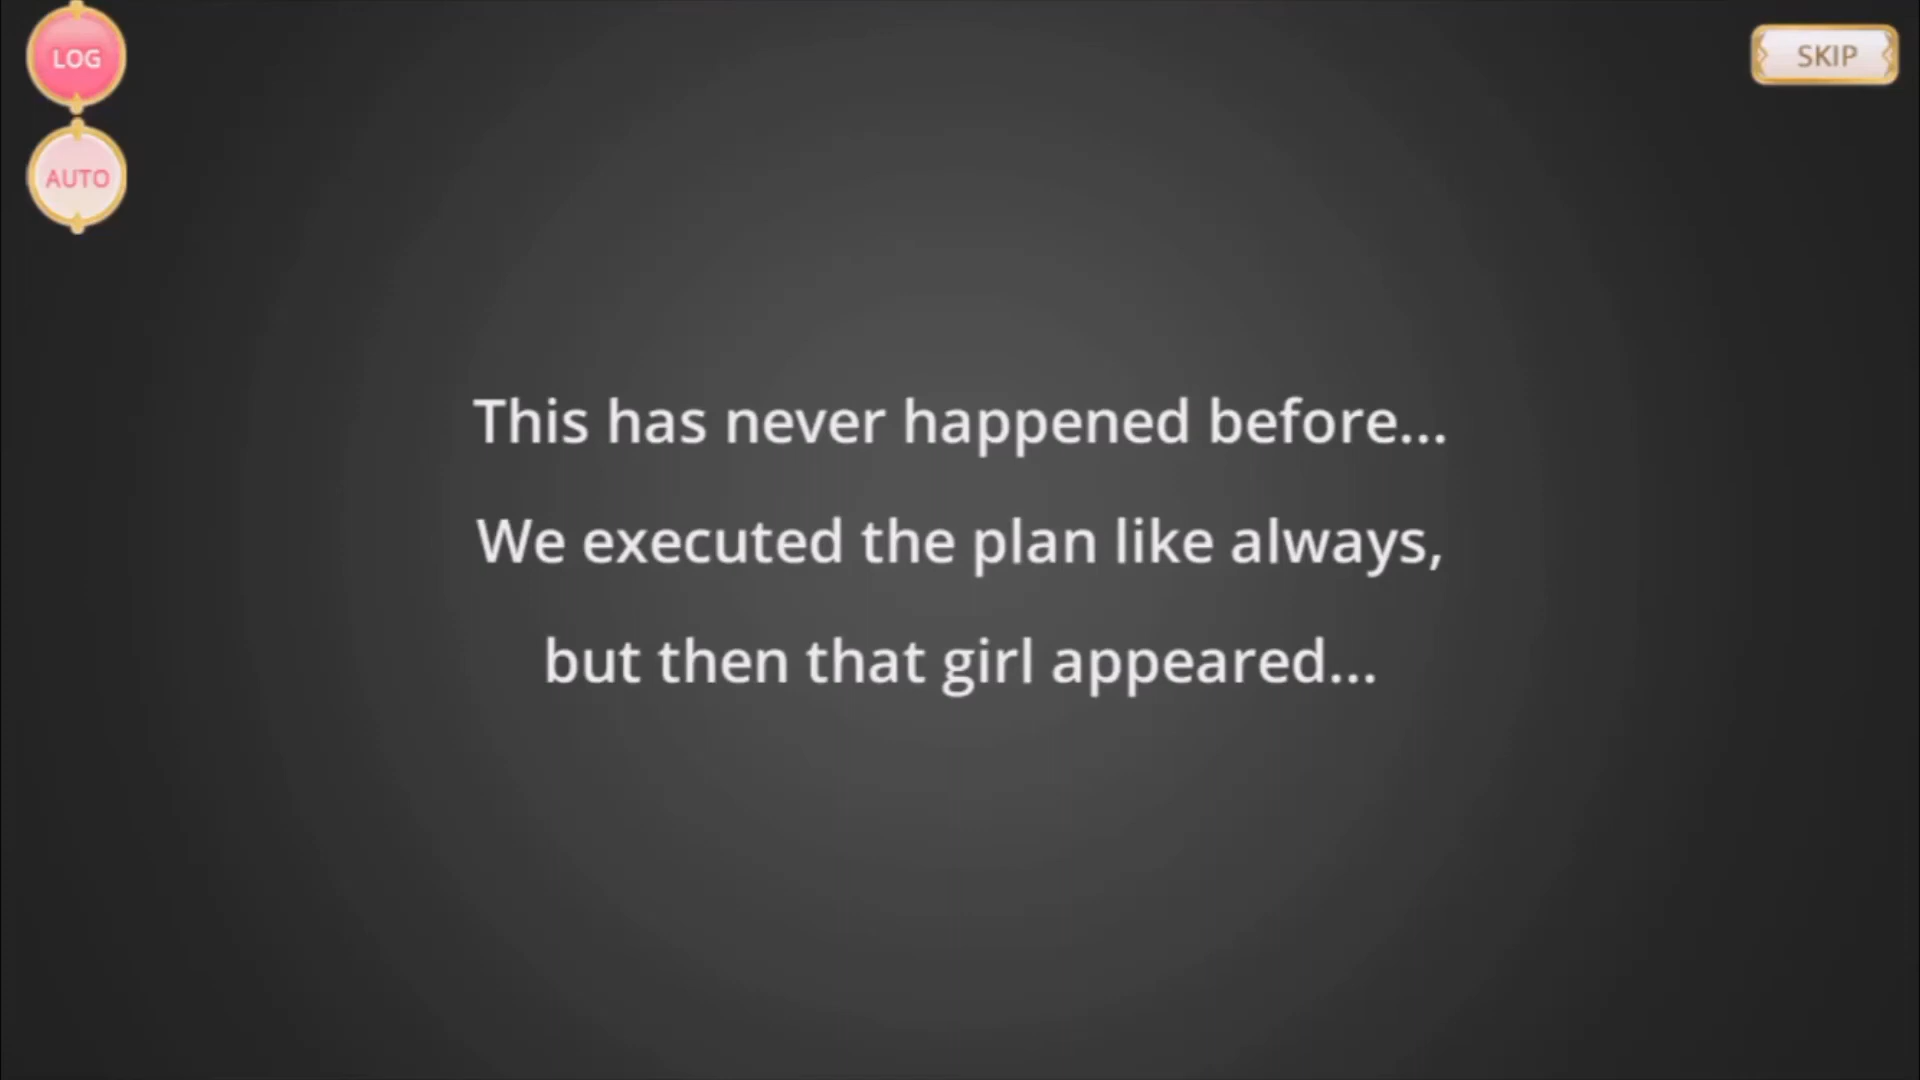 LOG
SKIP
AUTO
This has never happened before...
We executed the plan like always,
but then that girl appeared...